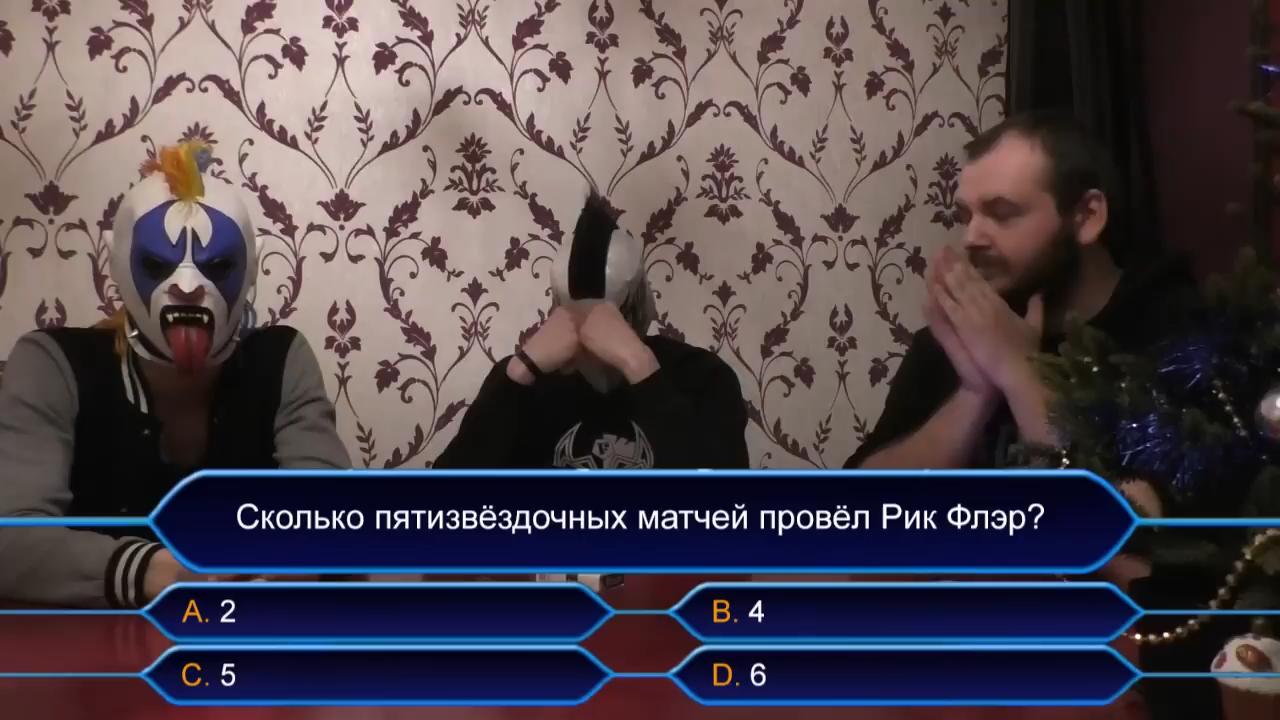 Сколько пятизвёздочных матчей провёл Рик Флэр?
A. 2
B. 4
C. 5
D. 6